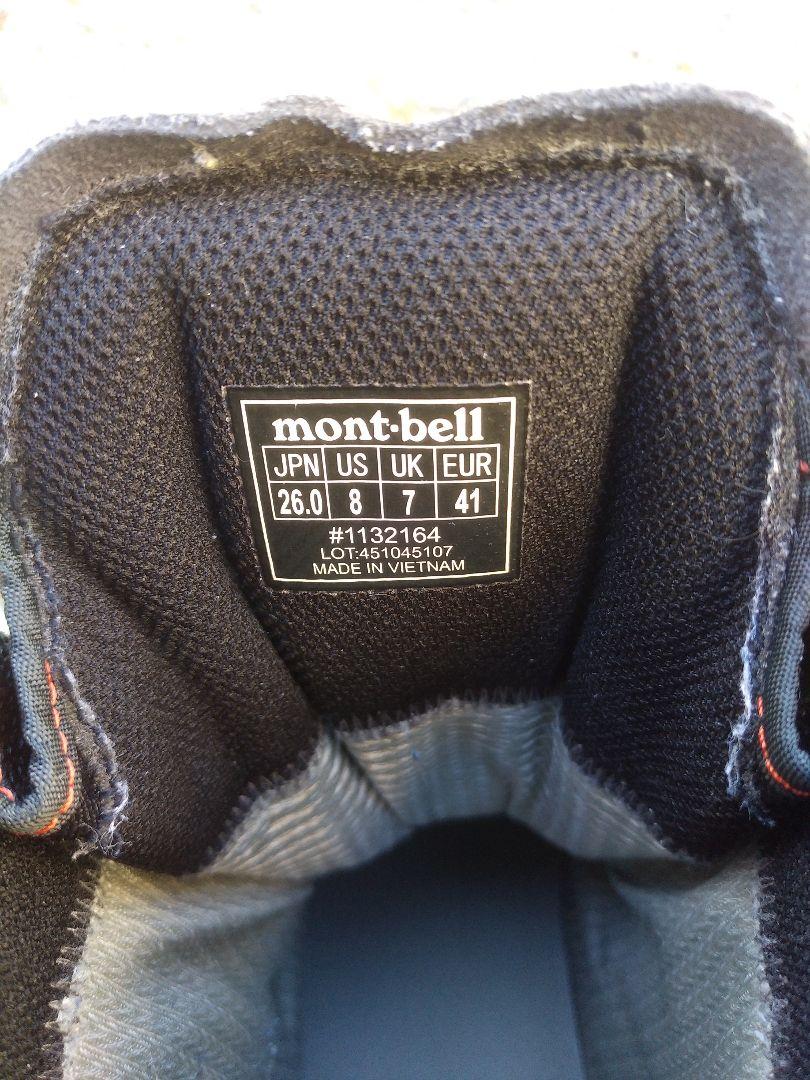 mont·bell
JPN US UK EUR
26.0 8 7 41
#1132164
LOT:451045107
MADE IN VIETNAM